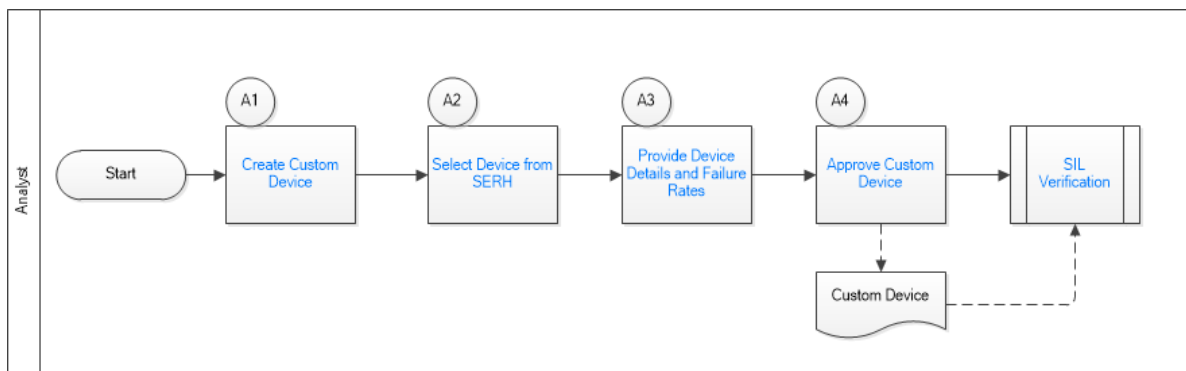 Analyst
Start
A1
Create Custom
Device
A2
Select Device from
SERH
A3
Provide Device
Details and Failure
Rates
A4
Approve Custom
Device
SIL
Verification
Custom Device